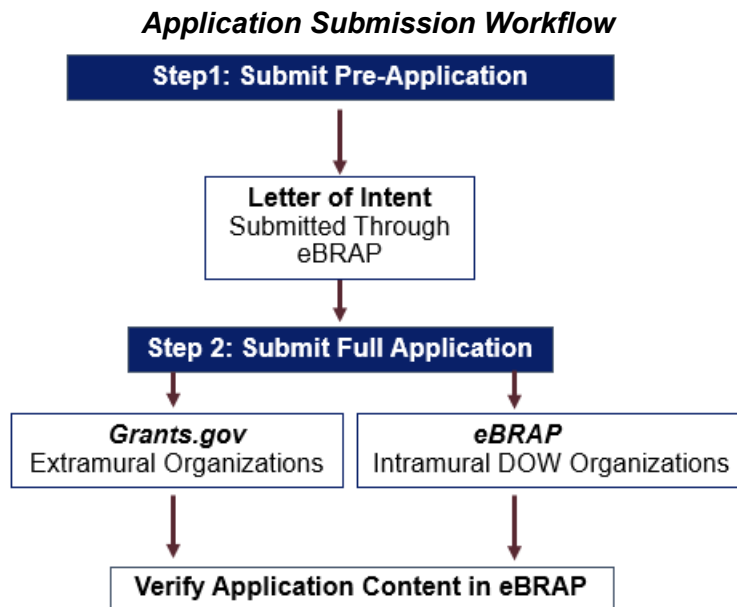 Application Submission Workflow
Step1: Submit Pre-Application
Letter of Intent
Submitted Through
eBRAP
Step 2: Submit Full Application
Grants.gov
Extramural Organizations
eBRAP
Intramural DOW Organizations
Verify Application Content in eBRAP